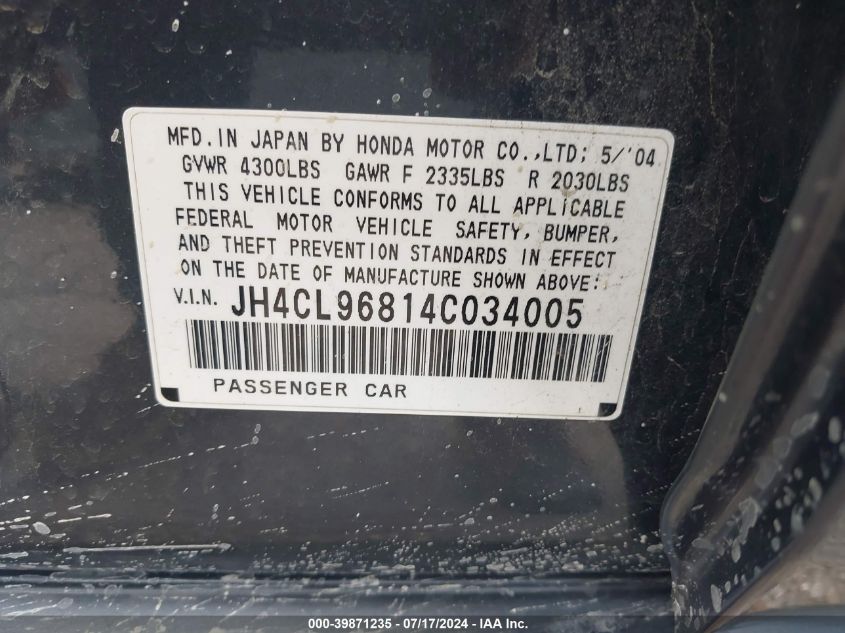 MFD. IN JAPAN BY HONDA MOTOR CO.,LTD; 5/'04
GVWR 4300LBS GAWR F 2335LBS R 2030LBS
THIS VEHICLE CONFORMS TO ALL APPLICABLE
FEDERAL MOTOR VEHICLE SAFETY, BUMPER,
AND THEFT PREVENTION STANDARDS IN EFFECT
ON THE DATE OF MANUFACTURE SHOWN ABOVE:
V.I.N. JH4CL96814C034005
PASSENGER CAR
000-39871235 - 07/17/2024 - IAA Inc.